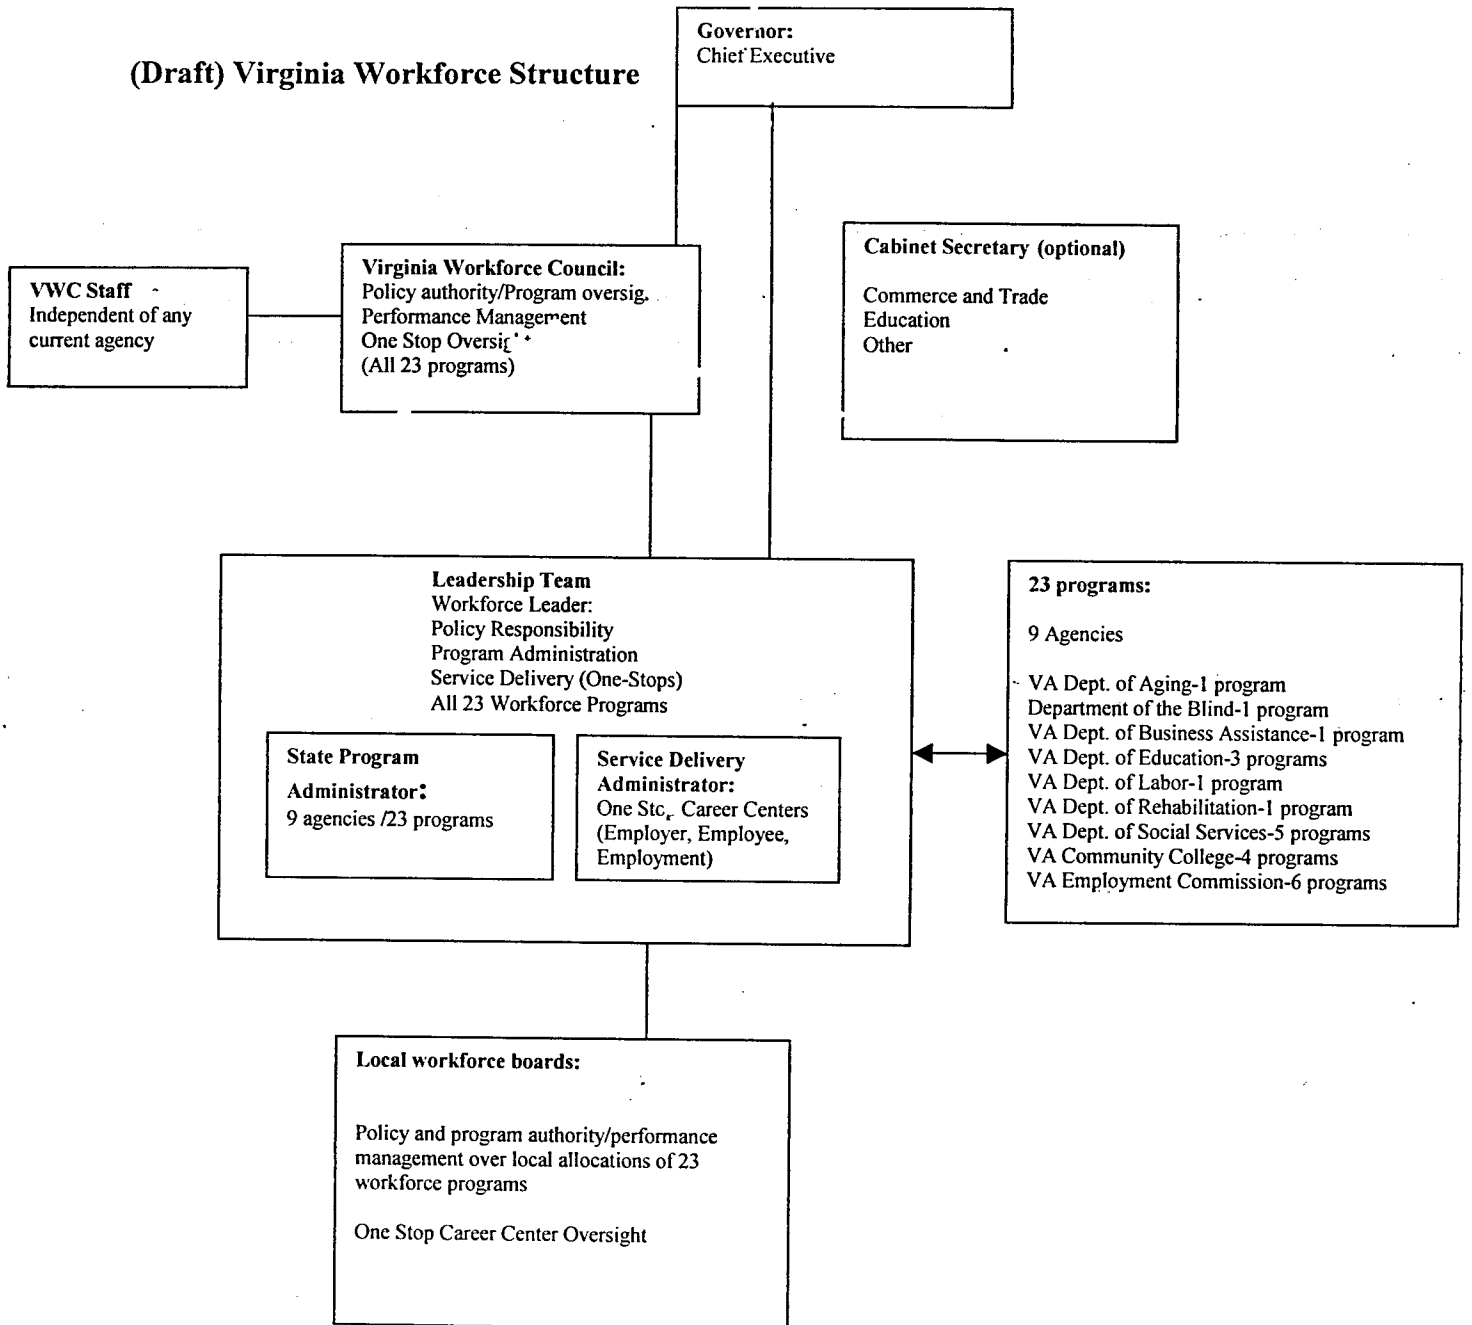 (Draft) Virginia Workforce Structure
Governor:
Chief Executive
VWC Staff
Independent of any
current agency
Virginia Workforce Council:
Policy authority/Program
Performance Management
One Stop
(All 23 programs)
Cabinet Secretary (optional)
Commerce and Trade
Education
Other
Leadership Team
Workforce Leader:
Policy Responsibility
Program Administration
Service Delivery (One-Stops)
All 23 Workforce Programs
State Program
Administrator:
9 agencies /23 programs
Service Delivery
Administrator:
One Career Centers
(Employer, Employee,
Employment)
23 programs:
9 Agencies
VA Dept. of Aging-1 program
Department of the Blind-1 program
VA Dept. of Business Assistance-1 program
VA Dept. of Education-3 programs
VA Dept. of Labor-1 program
VA Dept. of Rehabilitation-1 program
VA Dept. of Social Services-5 programs
VA Community College-4 programs
VA Employment Commission-6 programs
Local workforce boards:
Policy and program authority/performance
management over local allocations of 23
workforce programs
One Stop Career Center Oversight